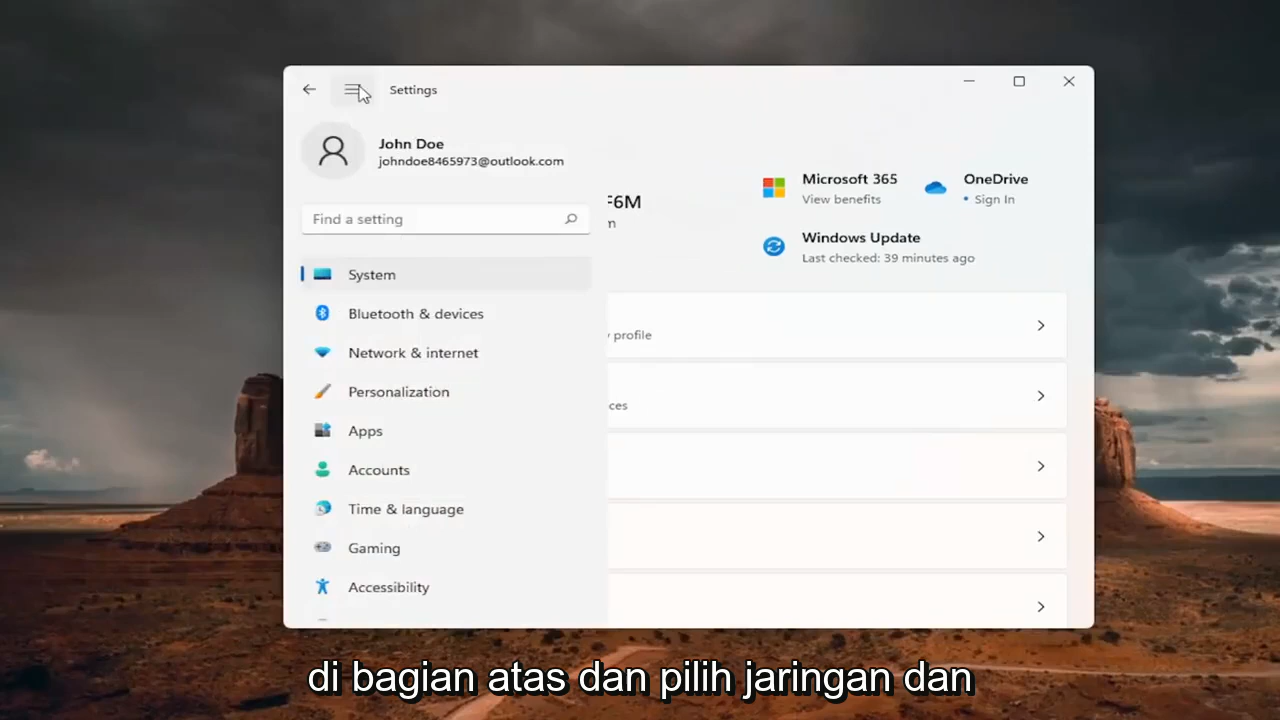 Settings
John Doe
johndoe8465973@outlook.com
Find a setting
System
Bluetooth & devices
Network & internet
Personalization
Apps
Accounts
Time & language
Gaming
Accessibility
F6M
Microsoft 365
View benefits
OneDrive
• Sign In
Windows Update
Last checked: 39 minutes ago
profile
di bagian atas dan pilih jaringan dan